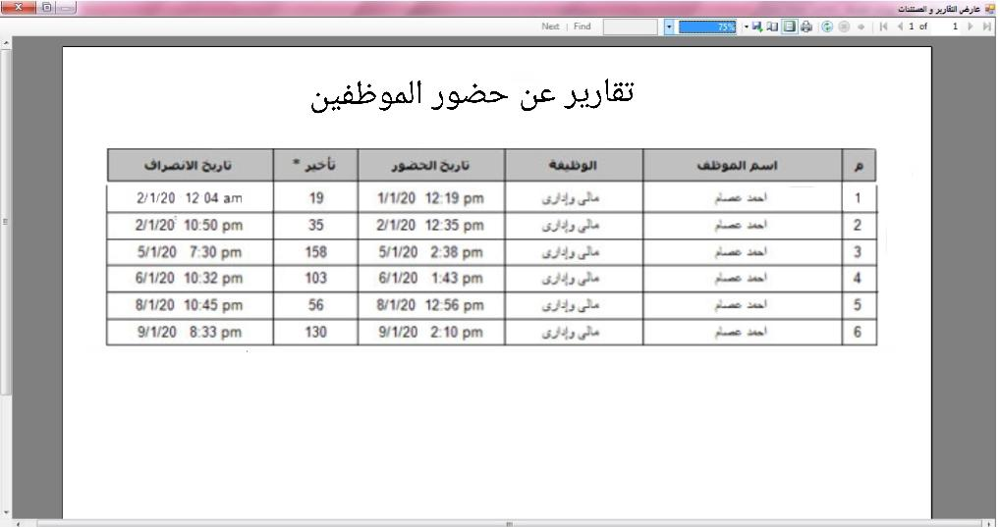 عارض التقارير و المستندات
Next | Find 75% 1 of 1
تقارير عن حضور الموظفين
م اسم الموظف الوظيفة تاريخ الحضور تأخير * تاريخ الانصراف
1 احمد عصام مالى وإدارى 1/1/20 12:19 pm 19 2/1/20 12 04 am
2 احمد عصام مالى وإدارى 2/1/20 12:35 pm 35 2/1/20 10:50 pm
3 احمد عصام مالى وإدارى 5/1/20 2:38 pm 158 5/1/20 7:30 pm
4 احمد عصام مالى وإدارى 6/1/20 1:43 pm 103 6/1/20 10:32 pm
5 احمد عصام مالى وإدارى 8/1/20 12:56 pm 56 8/1/20 10:45 pm
6 احمد عصام مالى وإدارى 9/1/20 2:10 pm 130 9/1/20 8:33 pm